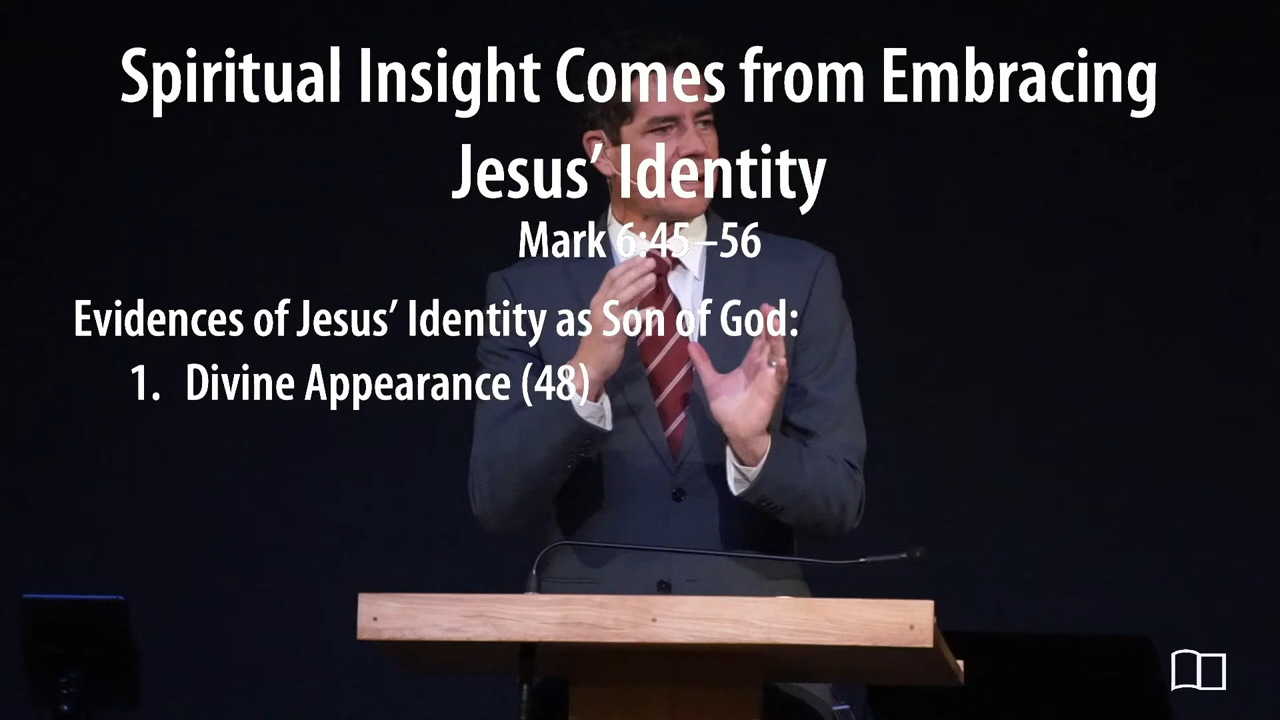 Spiritual Insight Comes from Embracing
Jesus’ Identity
Mark 6:45–56
Evidences of Jesus’ Identity as Son of God:
1. Divine Appearance (48)